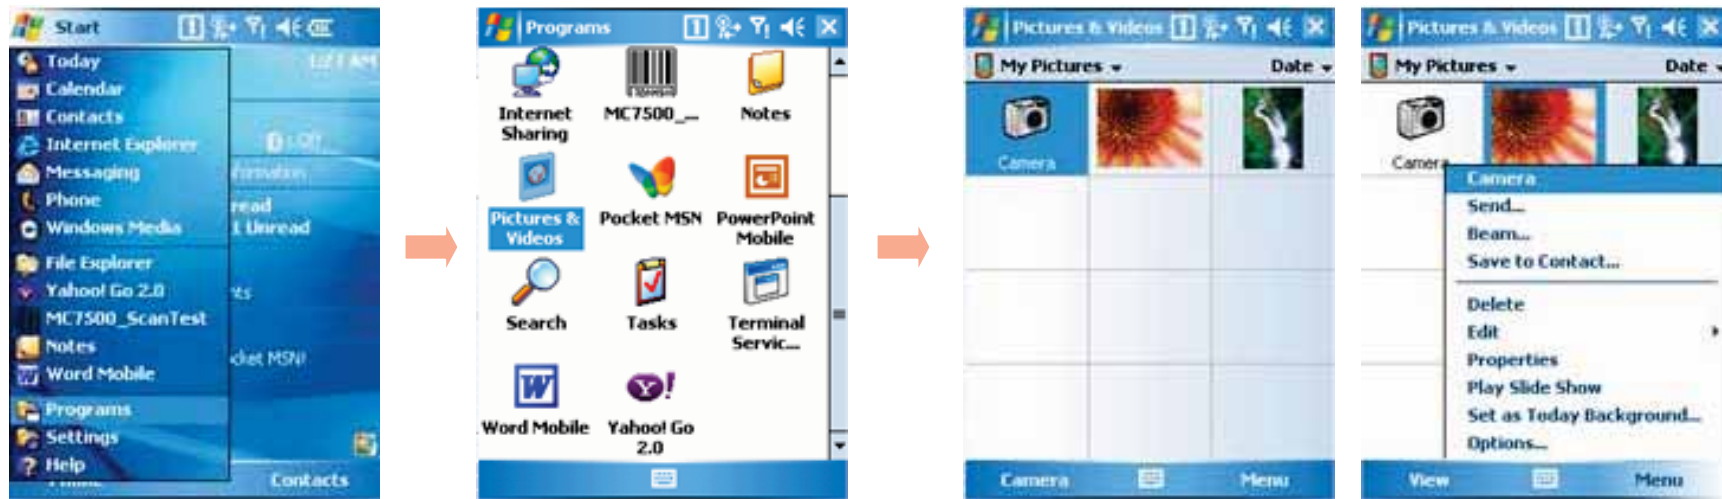 Start
Today
Calendar
Contacts
Internet Explorer
Messaging
Phone
Windows Media
File Explorer
Yahoo! Go 2.0
MC7500_ScanTest
Notes
Word Mobile
Programs
Settings
Help
read
1 Unread
Contacts
Programs
Internet Sharing
MC7500_...
Notes
Pictures & Videos
Pocket MSN
PowerPoint Mobile
Search
Tasks
Terminal Servic...
Word Mobile
Yahoo! Go 2.0
Pictures & Videos
My Pictures
Date
Camera
Camera
Menu
Pictures & Videos
My Pictures
Date
Camera
Camera
Send...
Beam...
Save to Contact...
Delete
Edit
Properties
Play Slide Show
Set as Today Background...
Options...
View
Menu